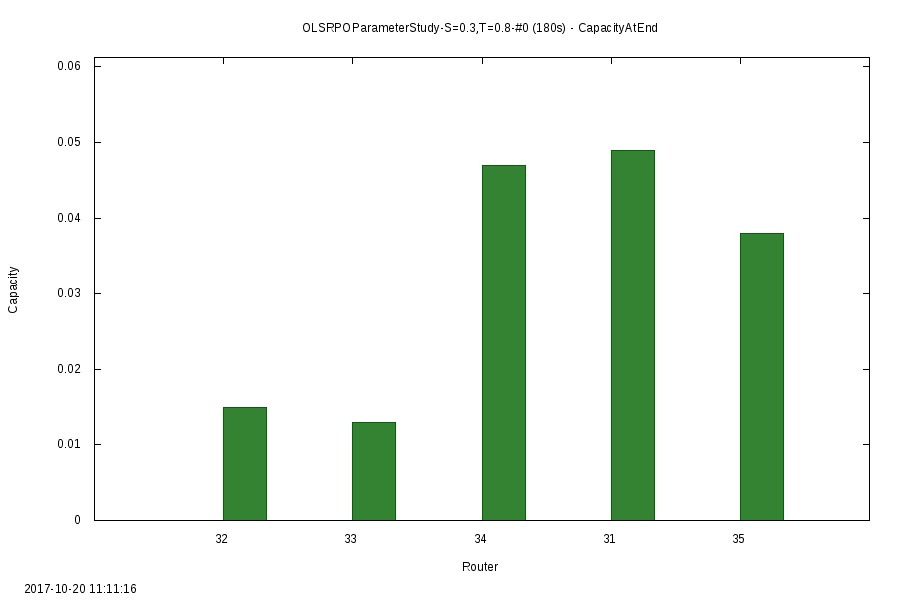 OLSRPOParameterStudy-S=0.3,T=0.8-#0 (180s) - CapacityAtEnd
0.06
0.05
0.04
0.03
0.02
0.01
0
Capacity
32 33 34 31 35
Router
2017-10-20 11:11:16